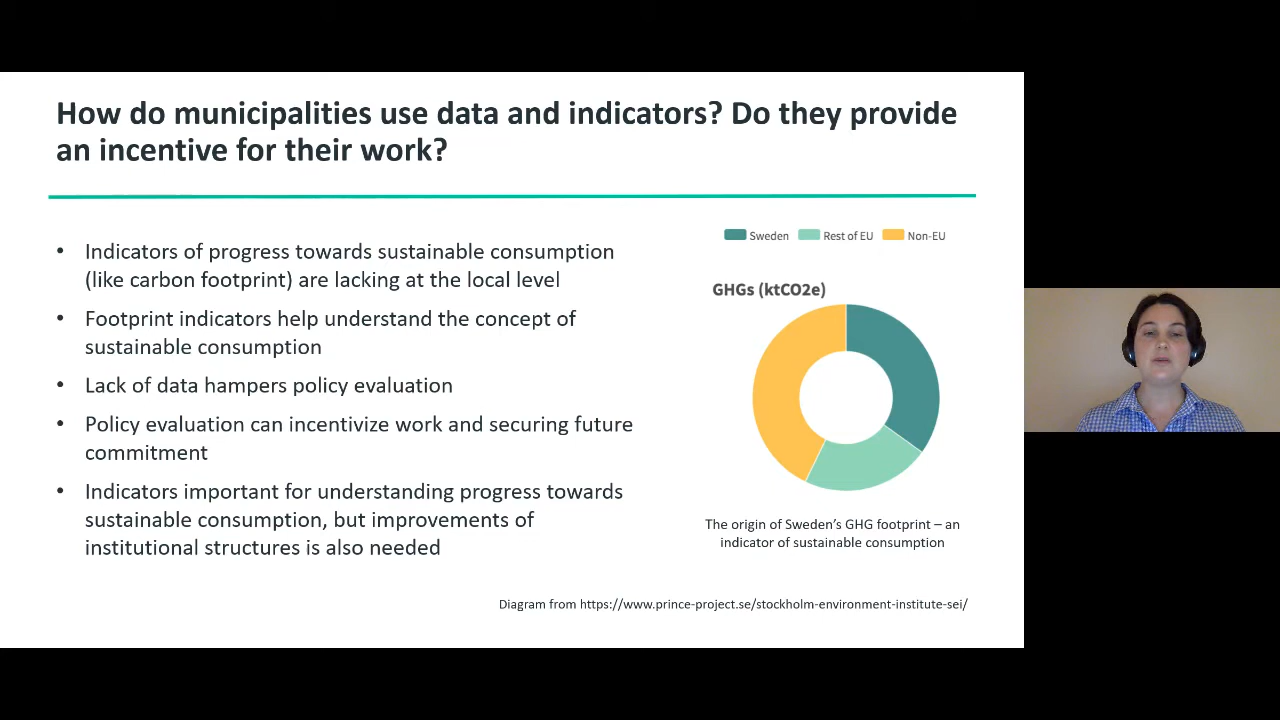 How do municipalities use data and indicators? Do they provide
an incentive for their work?
• Indicators of progress towards sustainable consumption
(like carbon footprint) are lacking at the local level
• Footprint indicators help understand the concept of
sustainable consumption
• Lack of data hampers policy evaluation
• Policy evaluation can incentivize work and securing future
commitment
• Indicators important for understanding progress towards
sustainable consumption, but improvements of
institutional structures is also needed
Sweden Rest of EU Non-EU
GHGs (ktCO2e)
The origin of Sweden's GHG footprint – an
indicator of sustainable consumption
Diagram from https://www.prince-project.se/stockholm-environment-institute-sei/